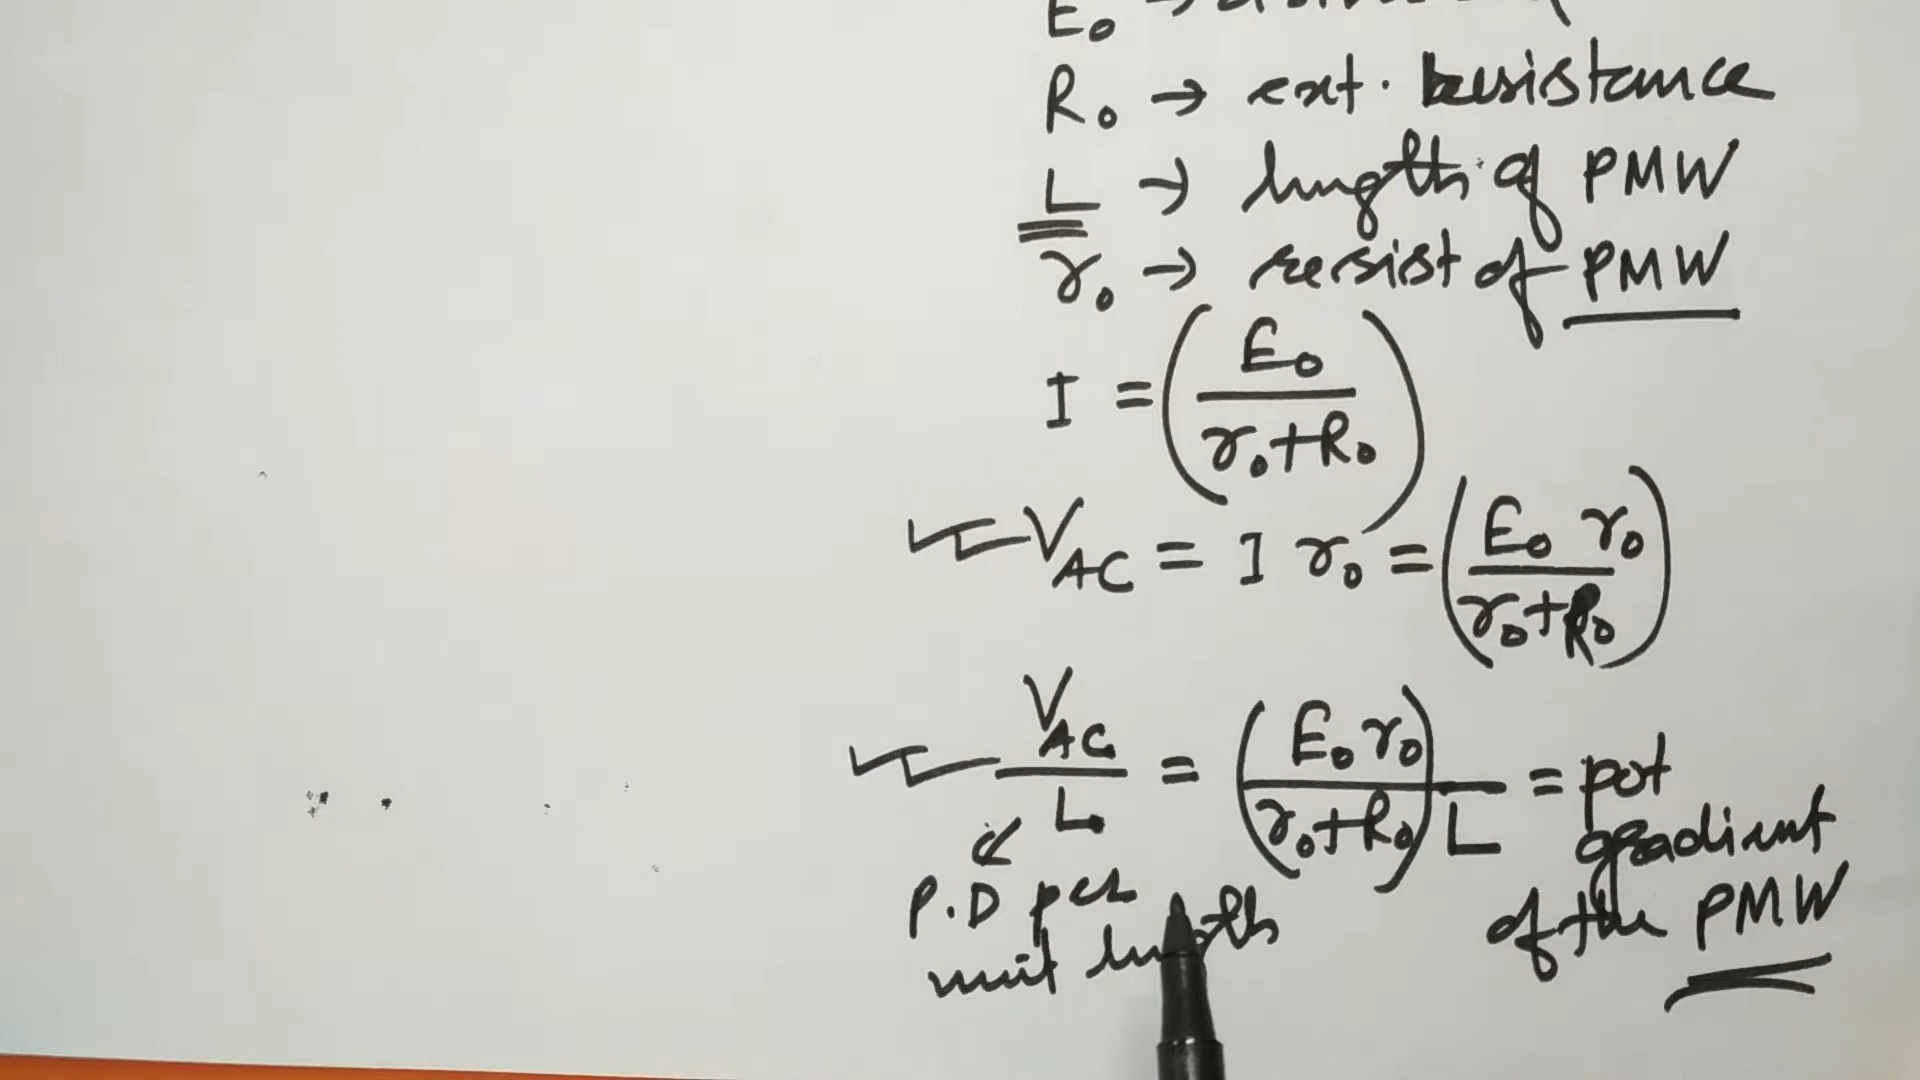 E₀ →
R₀ → ext. Resistance
L → length of PMW
r₀ → resist of PMW
I = (E₀ / (r₀+R₀))
V_AC = I r₀ = (E₀ r₀ / (r₀+R₀))
V_AC / L = (E₀ r₀ / (r₀+R₀)) / L = pot gradient of the PMW
P.D per
unit length